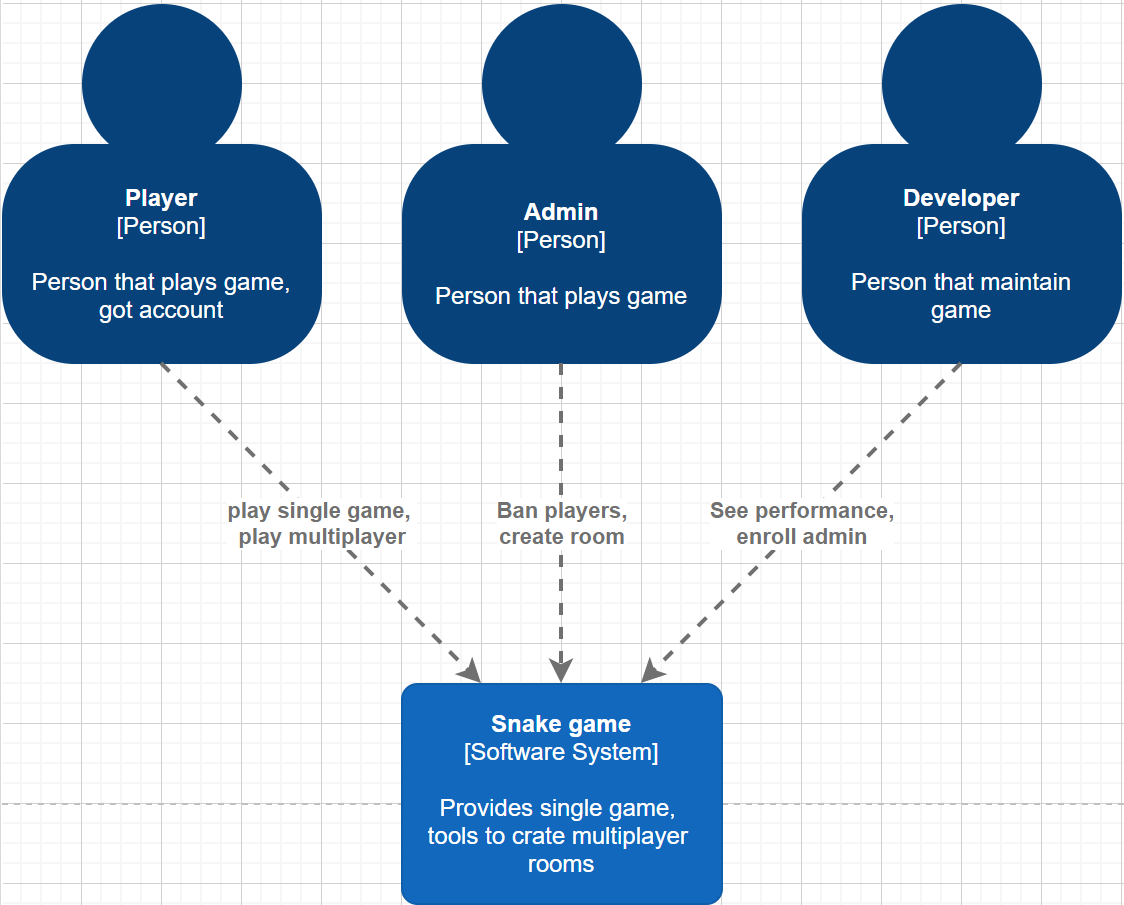 Player
[Person]
Person that plays game,
got account
Admin
[Person]
Person that plays game
Developer
[Person]
Person that maintain
game
play single game,
play multiplayer
Ban players,
create room
See performance,
enroll admin
Snake game
[Software System]
Provides single game,
tools to crate multiplayer
rooms